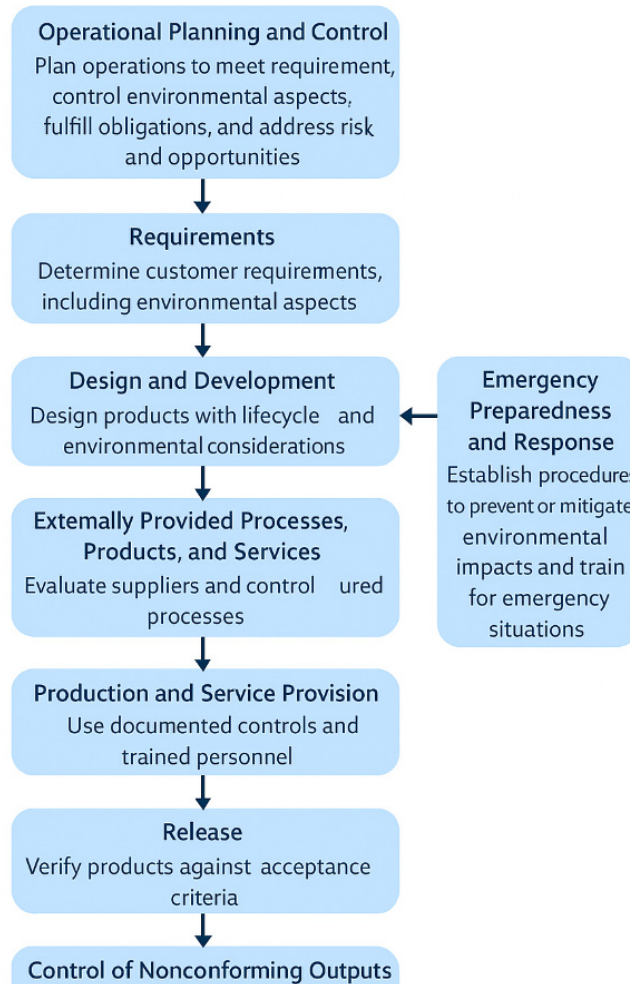 Operational Planning and Control
Plan operations to meet requirement,
control environmental aspects,
fulfill obligations, and address risk
and opportunities
Requirements
Determine customer requirements,
including environmental aspects
Design and Development
Design products with lifecycle and
environmental considerations
Emergency
Preparedness
and Response
Establish procedures
to prevent or mitigate
environmental
impacts and train
for emergency
situations
Extemally Provided Processes,
Products, and Services
Evaluate suppliers and control ured
processes
Production and Service Provision
Use documented controls and
trained personnel
Release
Verify products against acceptance
criteria
Control of Nonconforming Outputs